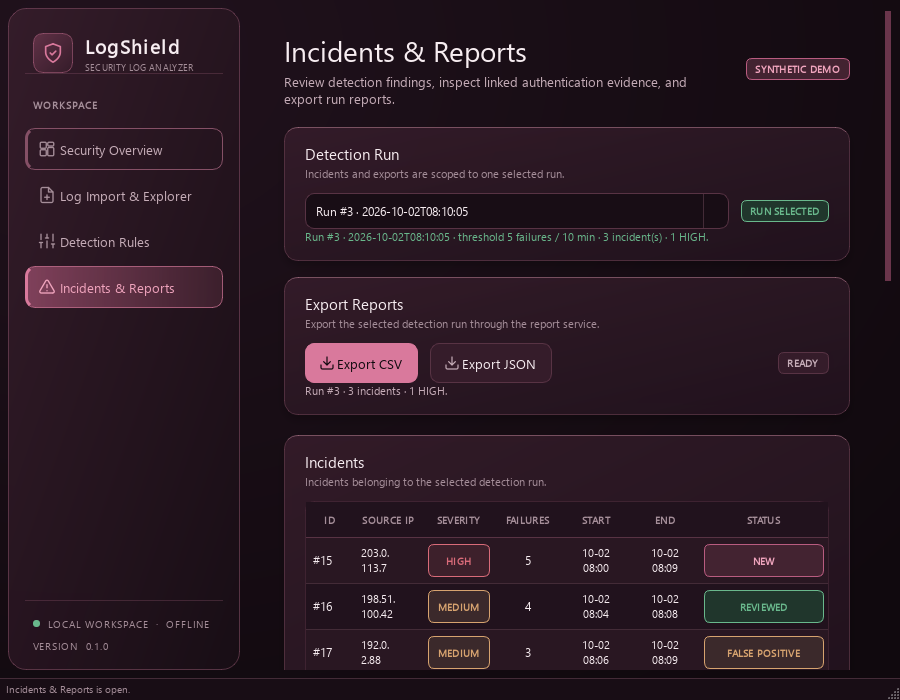 LogShield
SECURITY LOG ANALYZER
WORKSPACE
Security Overview
Log Import & Explorer
Detection Rules
Incidents & Reports
LOCAL WORKSPACE · OFFLINE
VERSION 0.1.0
Incidents & Reports
Review detection findings, inspect linked authentication evidence, and
export run reports.
SYNTHETIC DEMO
Detection Run
Incidents and exports are scoped to one selected run.
Run #3 · 2026-10-02T08:10:05
RUN SELECTED
Run #3 · 2026-10-02T08:10:05 · threshold 5 failures / 10 min · 3 incident(s) · 1 HIGH.
Export Reports
Export the selected detection run through the report service.
Export CSV
Export JSON
READY
Run #3 · 3 incidents · 1 HIGH.
Incidents
Incidents belonging to the selected detection run.
ID SOURCE IP SEVERITY FAILURES START END STATUS
#15 203.0. HIGH 5 10-02 10-02 NEW
113.7 08:00 08:09
#16 198.51. MEDIUM 4 10-02 10-02 REVIEWED
100.42 08:04 08:08
#17 192.0. MEDIUM 3 10-02 10-02 FALSE POSITIVE
2.88 08:06 08:09
Incidents & Reports is open.